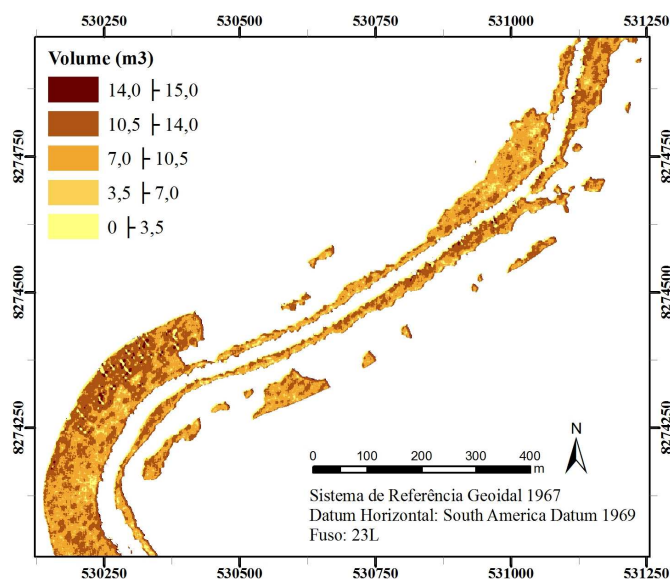 530250 530500 530750 531000 531250
Volume (m3)
14,0 ├ 15,0
10,5 ├ 14,0
7,0 ├ 10,5
3,5 ├ 7,0
0 ├ 3,5
8274750
8274750
8274500
8274500
8274250
8274250
N
0 100 200 300 400
m
Sistema de Referência Geoidal 1967
Datum Horizontal: South America Datum 1969
Fuso: 23L
530250 530500 530750 531000 531250